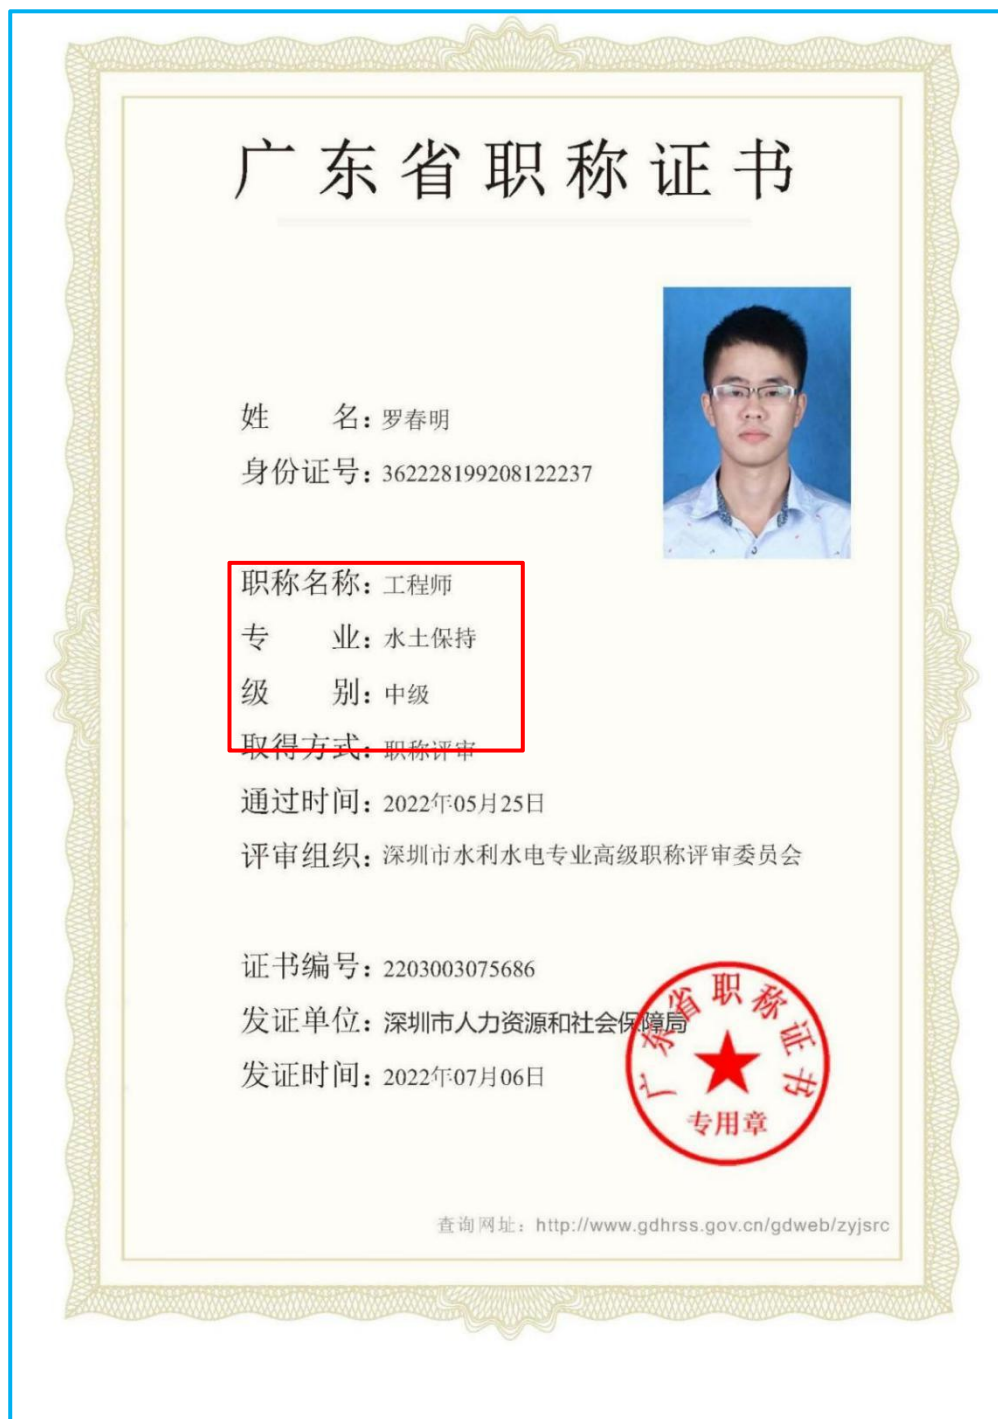 广东省职称证书
姓 名：罗春明
身份证号：362228199208122237
职称名称：工程师
专 业：水土保持
级 别：中级
取得方式：职称评审
通过时间：2022年05月25日
评审组织：深圳市水利水电专业高级职称评审委员会
证书编号：2203003075686
发证单位：深圳市人力资源和社会保障局
发证时间：2022年07月06日
广东省职称证书
专用章
查询网址：http://www.gdhrss.gov.cn/gdweb/zyjsrc